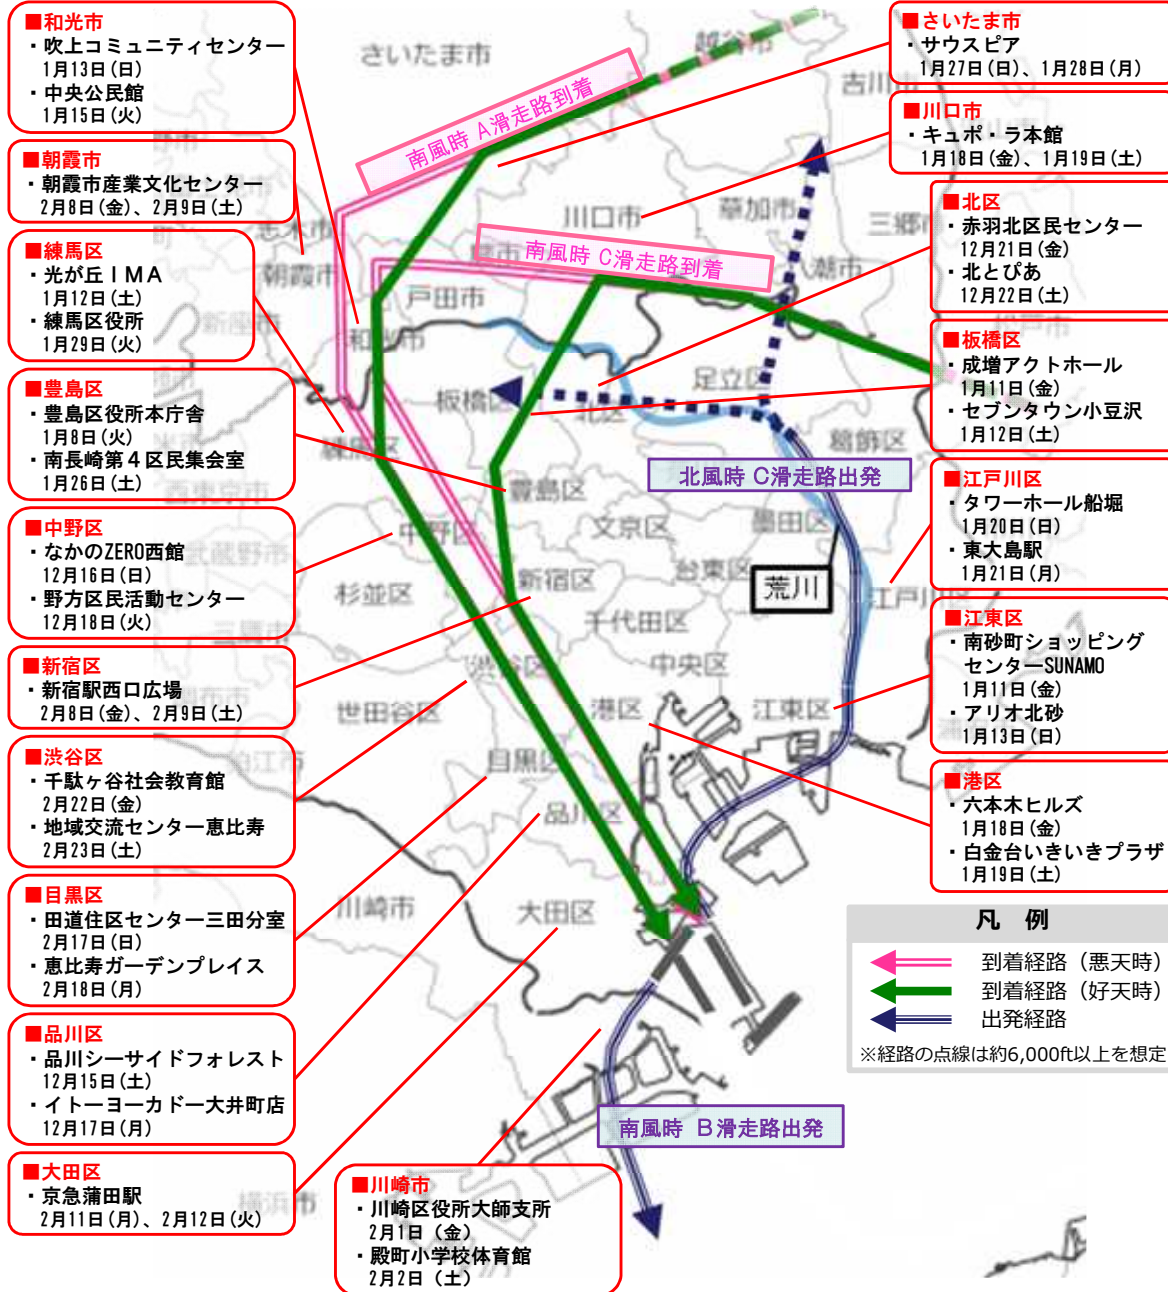 ■和光市
・吹上コミュニティセンター
1月13日(日)
・中央公民館
1月15日(火)
■朝霞市
・朝霞市産業文化センター
2月8日(金)、2月9日(土)
■練馬区
・光が丘IMA
1月12日(土)
・練馬区役所
1月29日(火)
■豊島区
・豊島区役所本庁舎
1月8日(火)
・南長崎第4区民集会室
1月26日(土)
■中野区
・なかのZERO西館
12月16日(日)
・野方区民活動センター
12月18日(火)
■新宿区
・新宿駅西口広場
2月8日(金)、2月9日(土)
■渋谷区
・千駄ヶ谷社会教育館
2月22日(金)
・地域交流センター恵比寿
2月23日(土)
■目黒区
・田道住区センター三田分室
2月17日(日)
・恵比寿ガーデンプレイス
2月18日(月)
■品川区
・品川シーサイドフォレスト
12月15日(土)
・イトーヨーカドー大井町店
12月17日(月)
■大田区
・京急蒲田駅
2月11日(月)、2月12日(火)
■川崎市
・川崎区役所大師支所
2月1日(金)
・殿町小学校体育館
2月2日(土)
■さいたま市
・サウスピア
1月27日(日)、1月28日(月)
■川口市
・キュポ・ラ本館
1月18日(金)、1月19日(土)
■北区
・赤羽北区民センター
12月21日(金)
・北とぴあ
12月22日(土)
■板橋区
・成増アクトホール
1月11日(金)
・セブンタウン小豆沢
1月12日(土)
■江戸川区
・タワーホール船堀
1月20日(日)
・東大島駅
1月21日(月)
■江東区
・南砂町ショッピング
センターSUNAMO
1月11日(金)
・アリオ北砂
1月13日(日)
■港区
・六本木ヒルズ
1月18日(金)
・白金台いきいきプラザ
1月19日(土)
南風時 A滑走路到着
南風時 C滑走路到着
北風時 C滑走路出発
南風時 B滑走路出発
荒川
さいたま市
越谷市
川口市
草加市
三郷市
八潮市
志木市
朝霞市
戸田市
新座市
和光市
足立区
板橋区
北区
葛飾区
練馬区
豊島区
文京区
墨田区
西東京市
武蔵野市
中野区
杉並区
新宿区
台東区
江戸川区
千代田区
三鷹市
渋谷区
中央区
世田谷区
港区
江東区
狛江市
目黒区
品川区
川崎市
大田区
横浜市
凡 例
到着経路（悪天時）
到着経路（好天時）
出発経路
※経路の点線は約6,000ft以上を想定